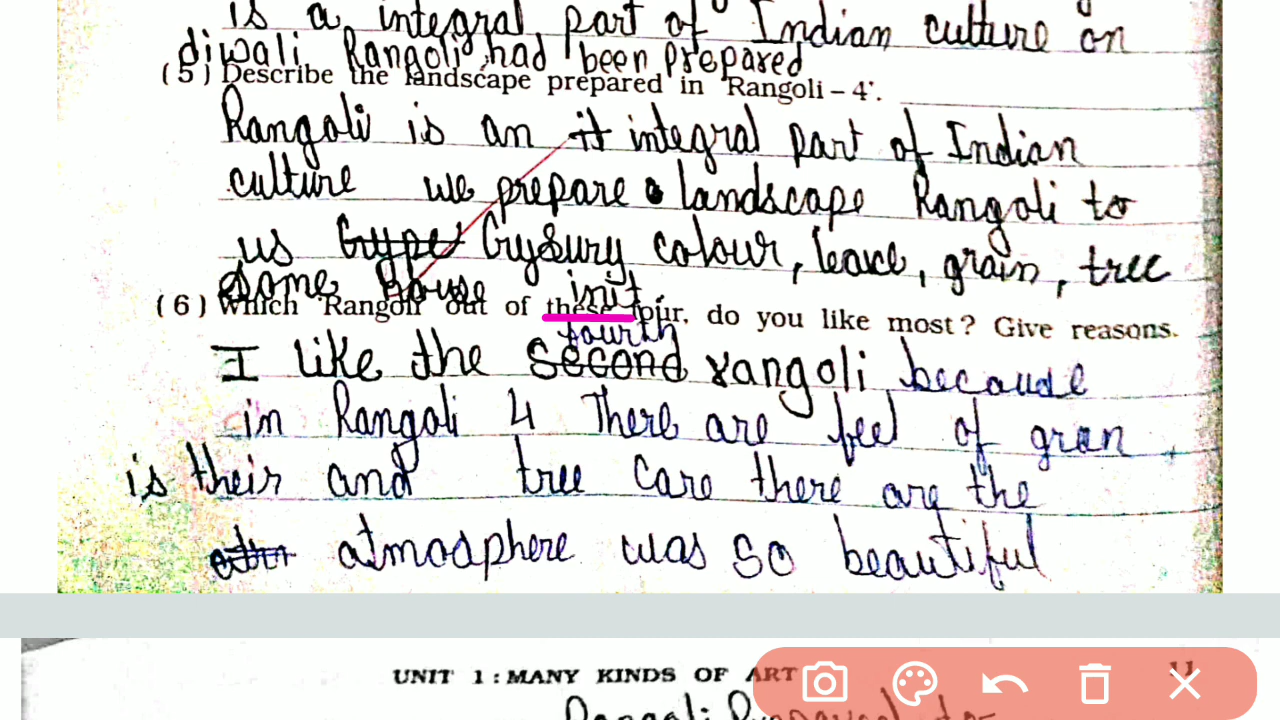 is a integral part of Indian culture on
diwali Rangoli had been prepared
(5) Describe the landscape prepared in 'Rangoli – 4'.
Rangoli is an it integral part of Indian
culture we prepare landscape Rangoli to
us colour, leave, grain, tree
some house init
(6) Which 'Rangoli' out of these four, do you like most? Give reasons.
fourth
I like the second rangoli because
in Rangoli 4 There are feel of
is their and tree care there are the
atmosphere was so beautiful
UNIT 1 : MANY KINDS OF ART 11